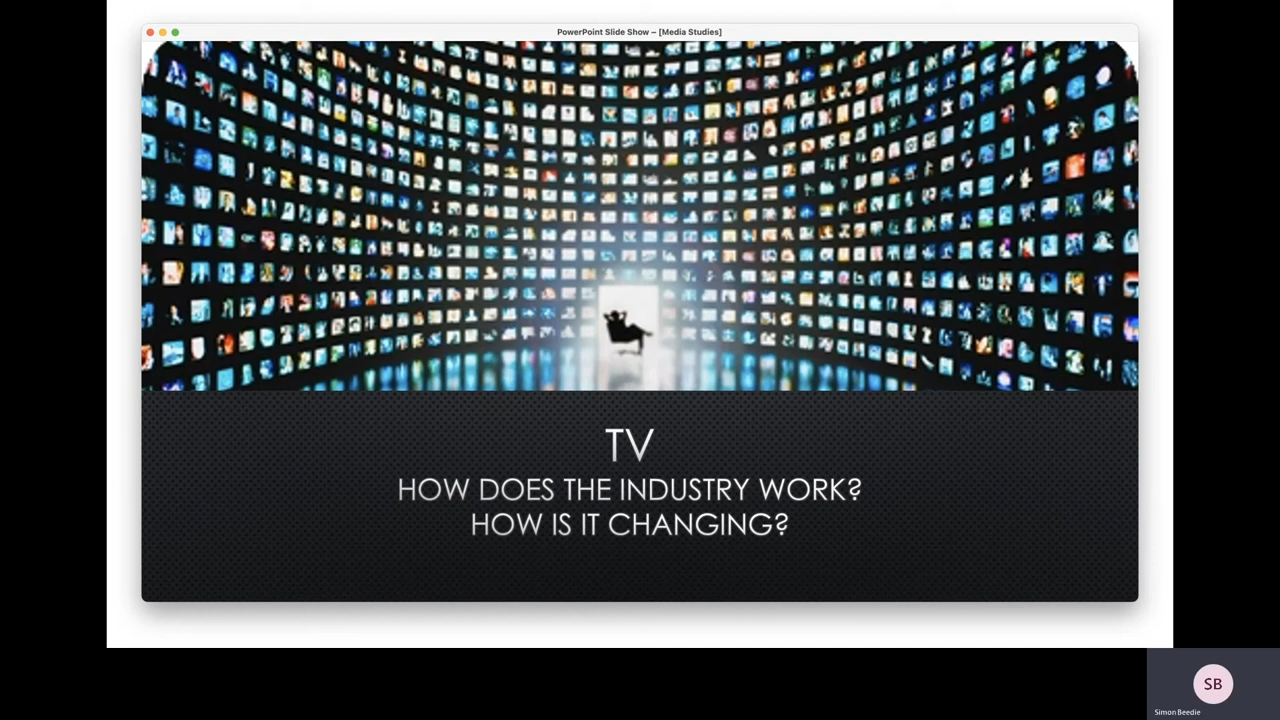 PowerPoint Slide Show – [Media Studies]
TV
HOW DOES THE INDUSTRY WORK?
HOW IS IT CHANGING?
SB
Simon Beedie